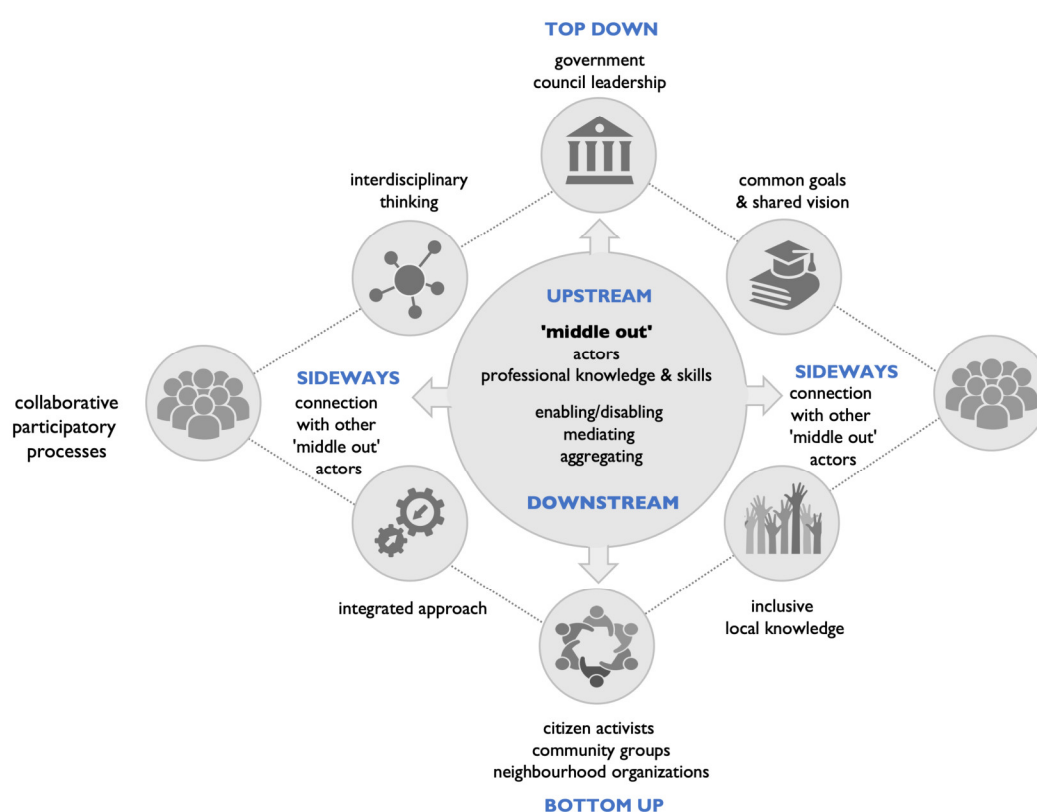 TOP DOWN
government
council leadership
interdisciplinary
thinking
common goals
& shared vision
UPSTREAM
'middle out'
actors
professional knowledge & skills
enabling/disabling
mediating
aggregating
DOWNSTREAM
collaborative
participatory
processes
SIDEWAYS
connection
with other
'middle out'
actors
SIDEWAYS
connection
with other
'middle out'
actors
integrated approach
inclusive
local knowledge
citizen activists
community groups
neighbourhood organizations
BOTTOM UP